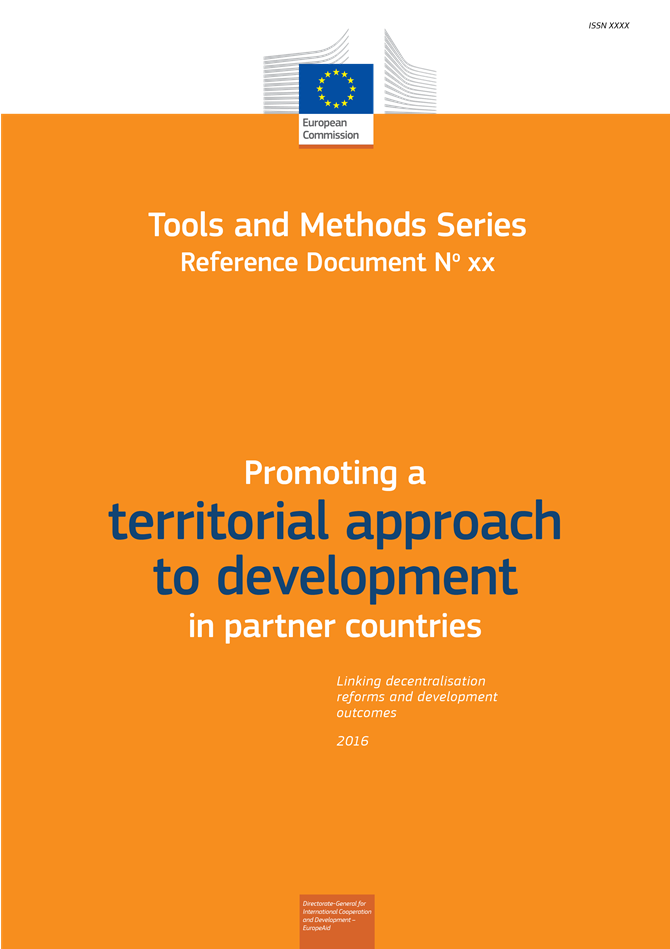 ISSN XXXX
European
Commission
Tools and Methods Series
Reference Document Nº xx
Promoting a
territorial approach
to development
in partner countries
Linking decentralisation
reforms and development
outcomes
2016
Directorate-General for
International Cooperation
and Development –
EuropeAid